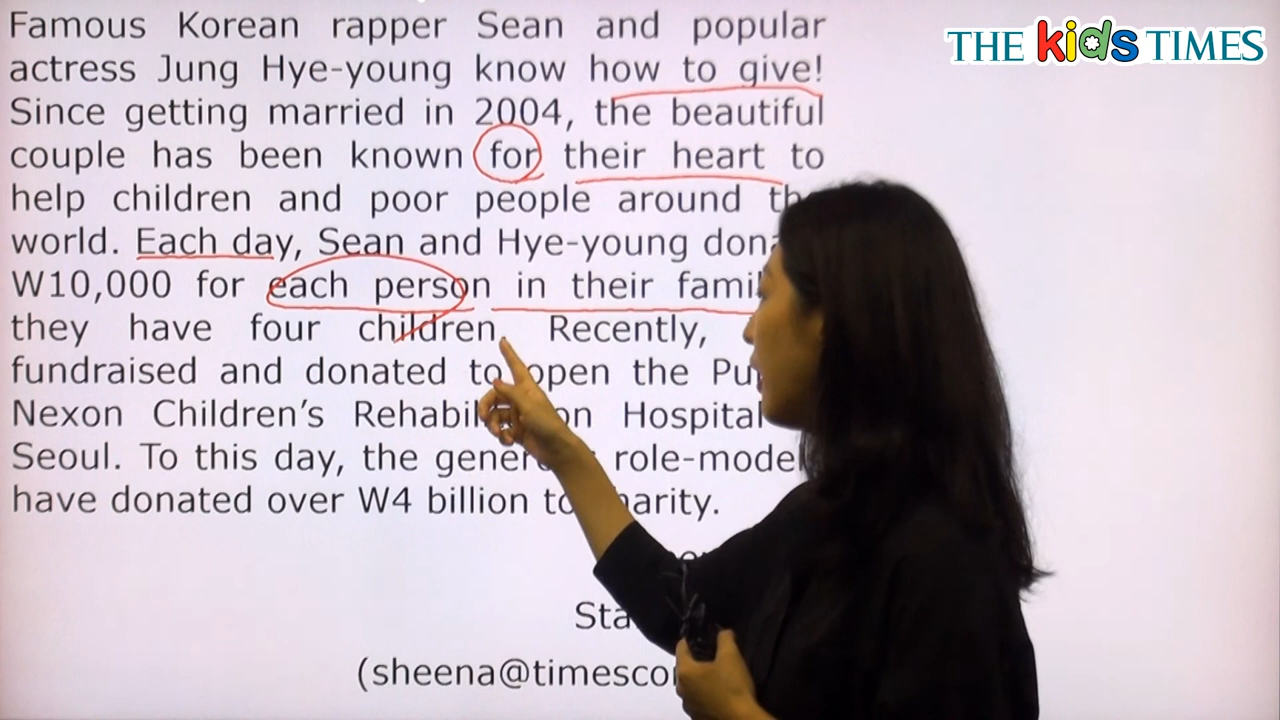 THE kids TIMES
Famous Korean rapper Sean and popular
actress Jung Hye-young know how to give!
Since getting married in 2004, the beautiful
couple has been known for their heart to
help children and poor people around
world. Each day, Sean and Hye-young
W10,000 for each person in their
they have four children. Recently,
fundraised and donated to open the
Nexon Children's Hospital
Seoul. To this day, the role-model
have donated over W4 billion